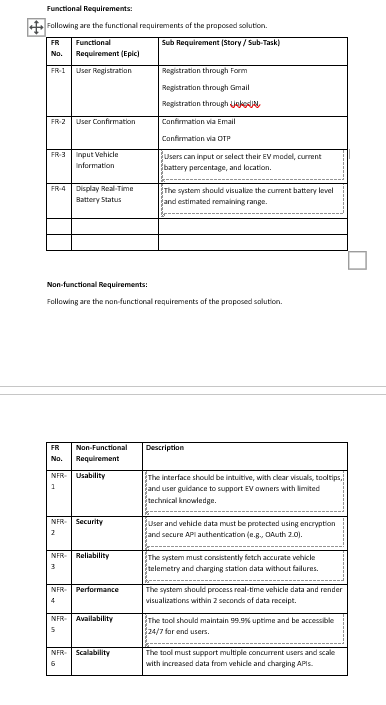 Functional Requirements:
Following are the functional requirements of the proposed solution.
FR No. Functional Requirement (Epic) Sub Requirement (Story / Sub-Task)
FR-1 User Registration Registration through Form
Registration through Gmail
Registration through LinkedIN
FR-2 User Confirmation Confirmation via Email
Confirmation via OTP
FR-3 Input Vehicle Information Users can input or select their EV model, current
battery percentage, and location.
FR-4 Display Real-Time Battery Status The system should visualize the current battery level
and estimated remaining range.
Non-functional Requirements:
Following are the non-functional requirements of the proposed solution.
FR No. Non-Functional Requirement Description
NFR-1 Usability The interface should be intuitive, with clear visuals, tooltips,
and user guidance to support EV owners with limited
technical knowledge.
NFR-2 Security User and vehicle data must be protected using encryption
and secure API authentication (e.g., OAuth 2.0).
NFR-3 Reliability The system must consistently fetch accurate vehicle
telemetry and charging station data without failures.
NFR-4 Performance The system should process real-time vehicle data and render
visualizations within 2 seconds of data receipt.
NFR-5 Availability The tool should maintain 99.9% uptime and be accessible
24/7 for end users.
NFR-6 Scalability The tool must support multiple concurrent users and scale
with increased data from vehicle and charging APIs.